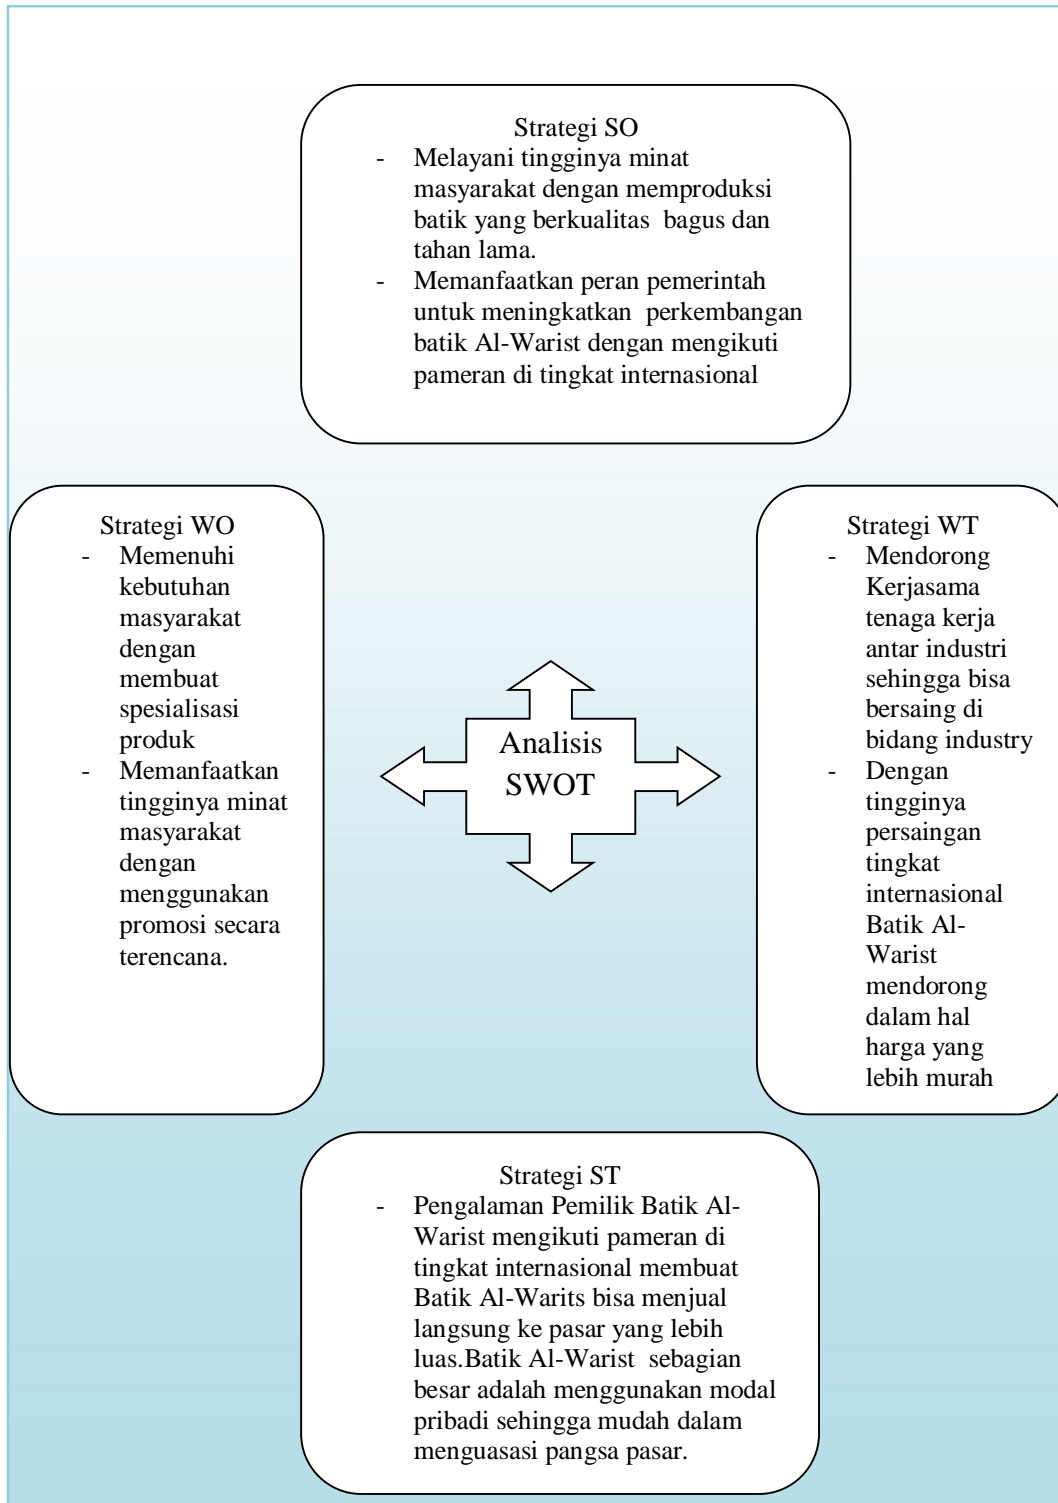 Strategi SO
- Melayani tingginya minat
masyarakat dengan memproduksi
batik yang berkualitas bagus dan
tahan lama.
- Memanfaatkan peran pemerintah
untuk meningkatkan perkembangan
batik Al-Warist dengan mengikuti
pameran di tingkat internasional
Strategi WO
- Memenuhi
kebutuhan
masyarakat
dengan
membuat
spesialisasi
produk
- Memanfaatkan
tingginya minat
masyarakat
dengan
menggunakan
promosi secara
terencana.
Analisis
SWOT
Strategi WT
- Mendorong
Kerjasama
tenaga kerja
antar industri
sehingga bisa
bersaing di
bidang industry
- Dengan
tingginya
persaingan
tingkat
internasional
Batik Al-
Warist
mendorong
dalam hal
harga yang
lebih murah
Strategi ST
- Pengalaman Pemilik Batik Al-
Warist mengikuti pameran di
tingkat internasional membuat
Batik Al-Warits bisa menjual
langsung ke pasar yang lebih
luas.Batik Al-Warist sebagian
besar adalah menggunakan modal
pribadi sehingga mudah dalam
menguasasi pangsa pasar.